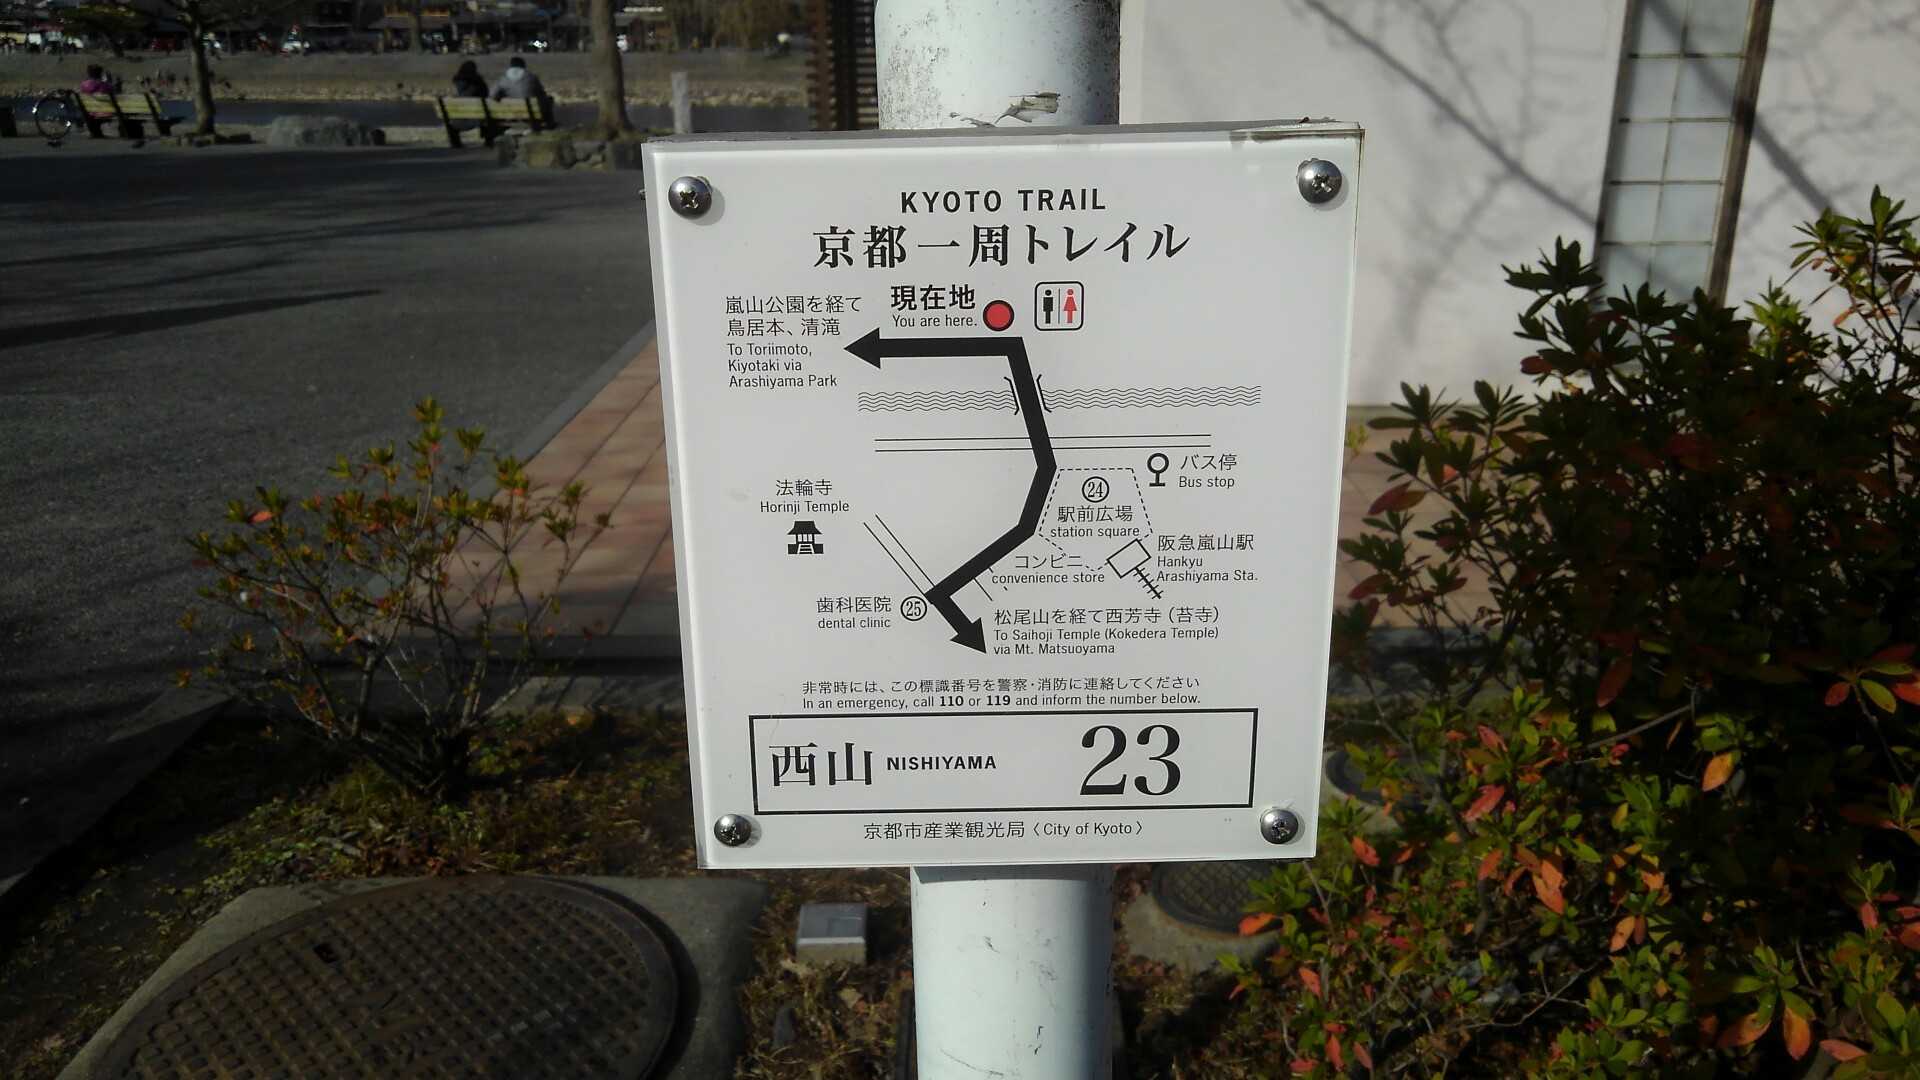 KYOTO TRAIL
京都一周トレイル
嵐山公園を経て
鳥居本、清滝
To Toriimoto,
Kiyotaki via
Arashiyama Park
現在地
You are here.
バス停
Bus stop
24
駅前広場
station square
法輪寺
Horinji Temple
阪急嵐山駅
Hankyu
Arashiyama Sta.
コンビニ
convenience store
歯科医院
dental clinic
25
松尾山を経て西芳寺（苔寺）
To Saihoji Temple (Kokedera Temple)
via Mt. Matsuoyama
非常時には、この標識番号を警察・消防に連絡してください
In an emergency, call 110 or 119 and inform the number below.
西山 NISHIYAMA 23
京都市産業観光局〈City of Kyoto〉